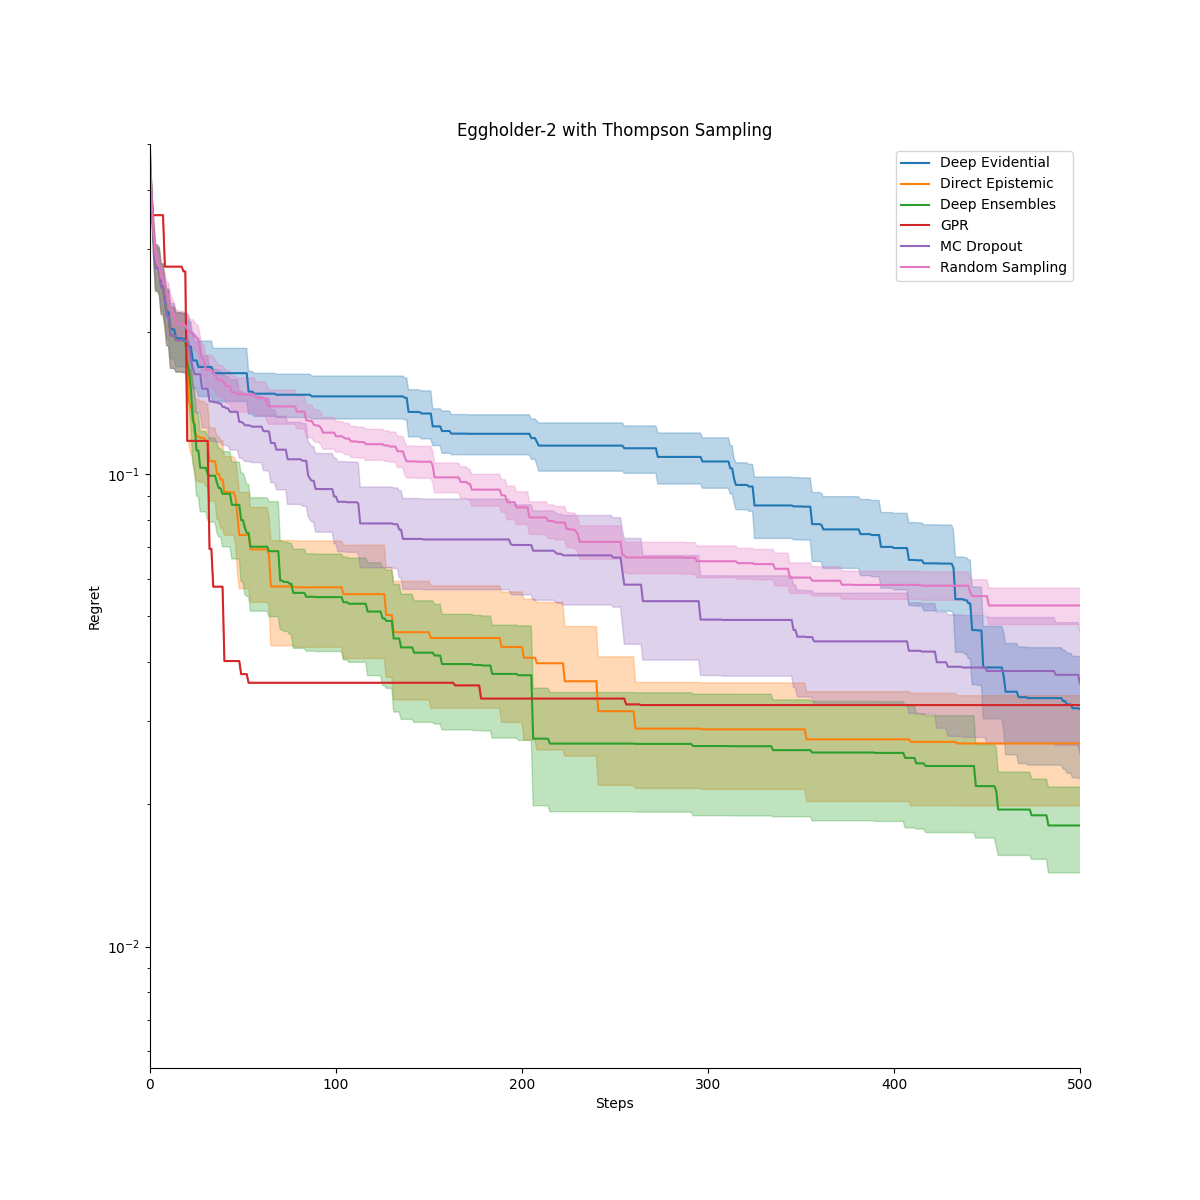 Eggholder-2 with Thompson Sampling
Deep Evidential
Direct Epistemic
Deep Ensembles
GPR
MC Dropout
Random Sampling
Regret
10⁻¹
10⁻²
0 100 200 300 400 500
Steps